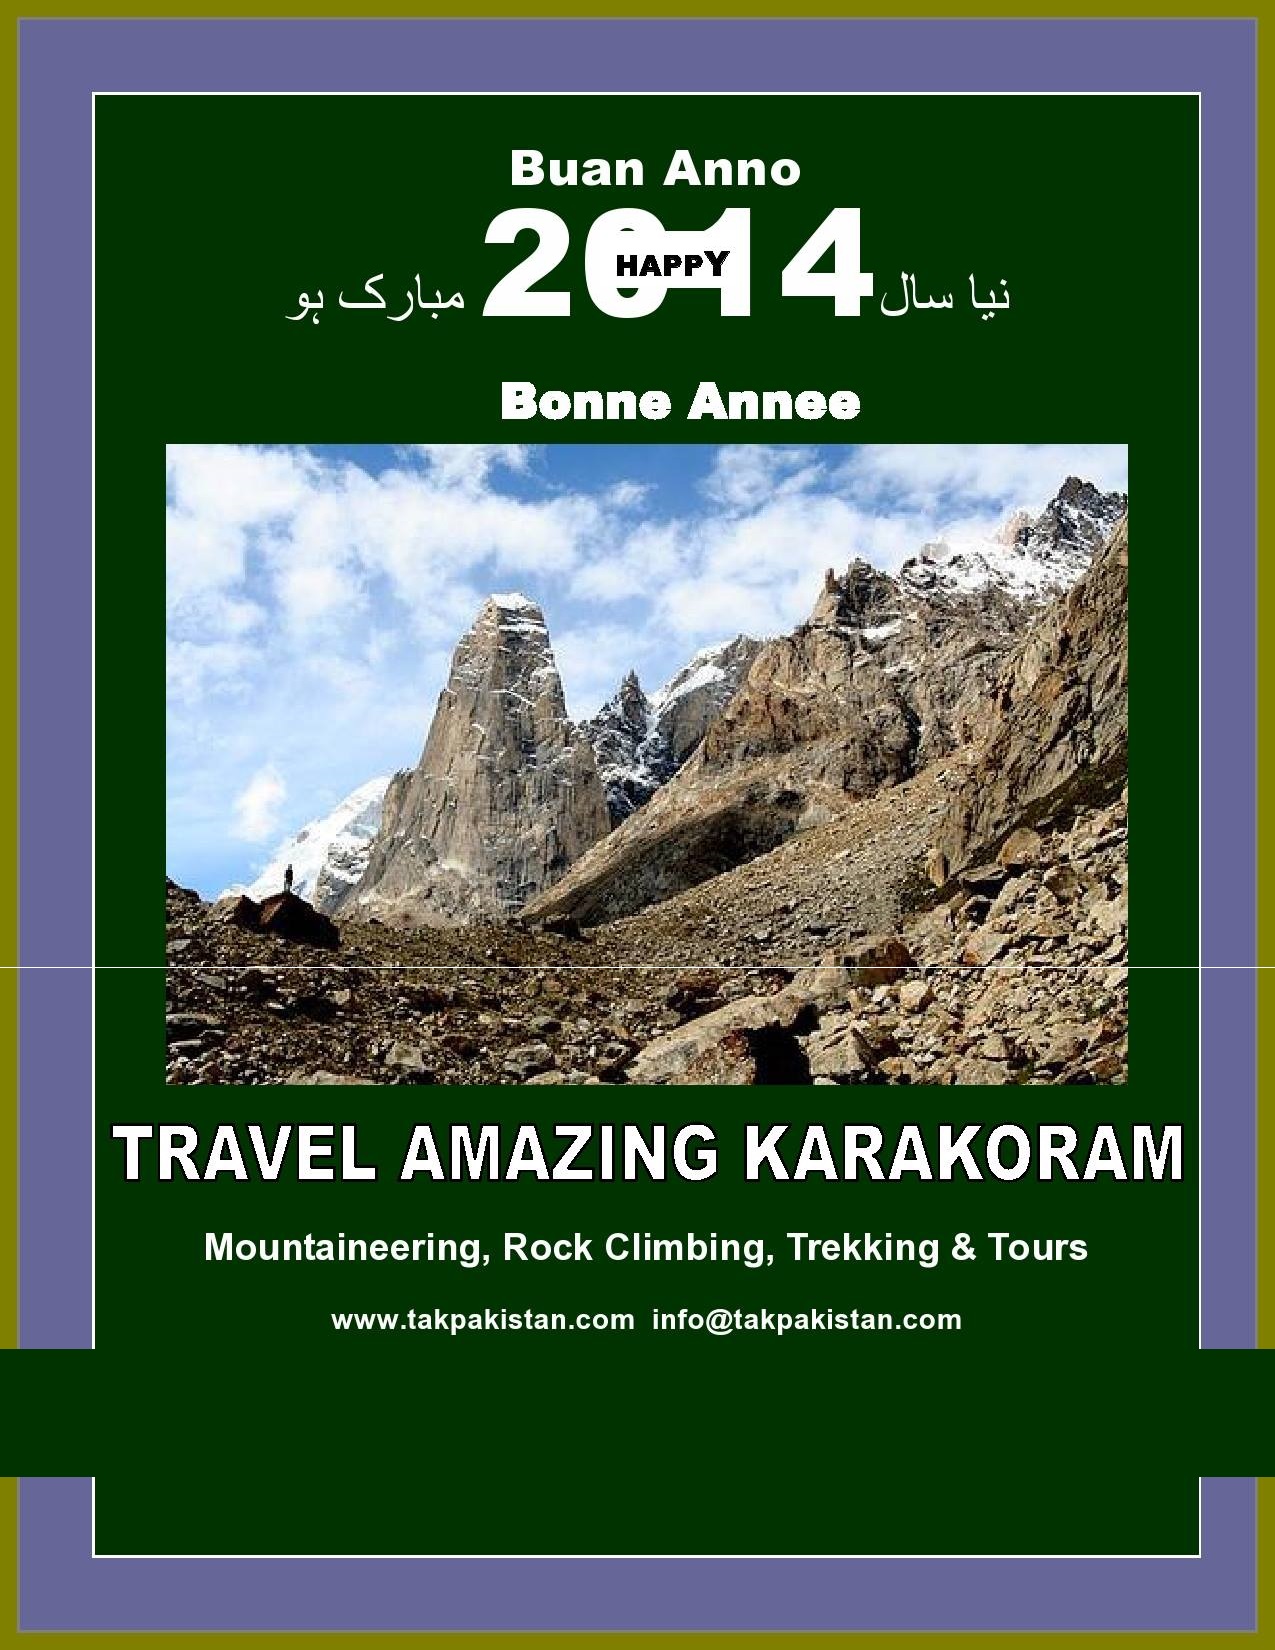 Buan Anno
نیا سال 2014 مبارک ہو
HAPPY
Bonne Annee
TRAVEL AMAZING KARAKORAM
Mountaineering, Rock Climbing, Trekking & Tours
www.takpakistan.com info@takpakistan.com